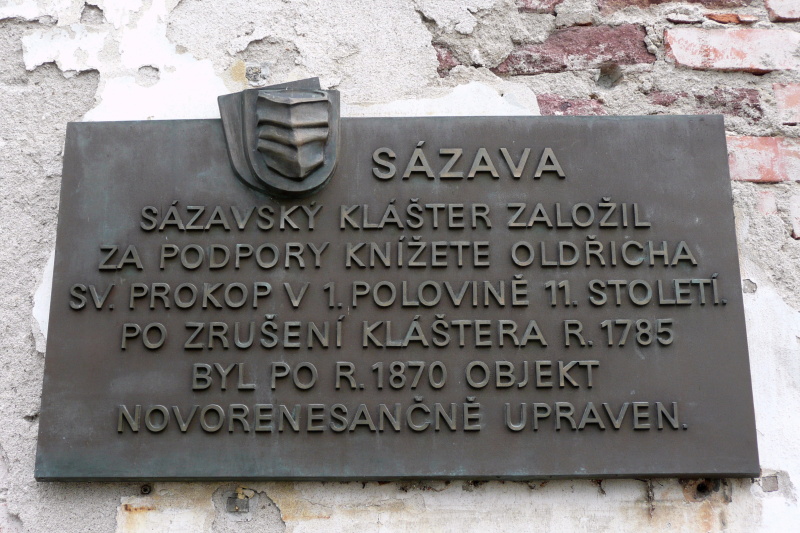 SÁZAVA
SÁZAVSKÝ KLÁŠTER ZALOŽIL
ZA PODPORY KNÍŽETE OLDŘICHA
SV. PROKOP V 1. POLOVINĚ 11. STOLETÍ.
PO ZRUŠENÍ KLÁŠTERA R. 1785
BYL PO R. 1870 OBJEKT
NOVORENESANČNĚ UPRAVEN.